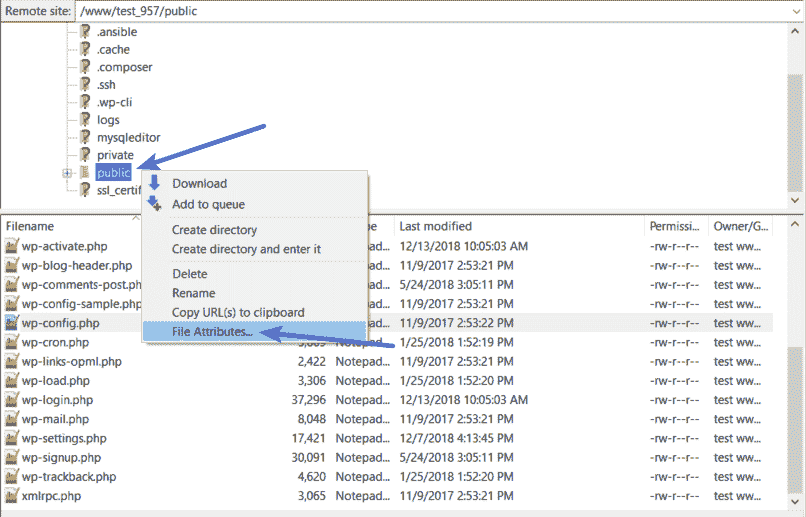 Remote site: /www/test_957/public
.ansible
.cache
.composer
.ssh
.wp-cli
logs
mysqleditor
private
public
ssl_certif
Download
Add to queue
Create directory
Create directory and enter it
Delete
Rename
Copy URL(s) to clipboard
File Attributes...
Filename Last modified Permissi... Owner/G...
wp-activate.php 12/13/2018 10:05:03 AM -rw-r--r-- test ww...
wp-blog-header.php 11/9/2017 2:53:21 PM -rw-r--r-- test ww...
wp-comments-post.ph 5/24/2018 3:05:11 PM -rw-r--r-- test ww...
wp-config-sample.php 11/9/2017 2:53:21 PM -rw-r--r-- test ww...
wp-config.php 11/9/2017 2:53:22 PM -rw-r--r-- test ww...
wp-cron.php Notepad... 1/25/2018 1:52:19 PM -rw-r--r-- test ww...
wp-links-opml.php 2,422 Notepad... 11/9/2017 2:53:21 PM -rw-r--r-- test ww...
wp-load.php 3,306 Notepad... 1/25/2018 1:52:20 PM -rw-r--r-- test ww...
wp-login.php 37,296 Notepad... 12/13/2018 10:05:03 AM -rw-r--r-- test ww...
wp-mail.php 8,048 Notepad... 11/9/2017 2:53:21 PM -rw-r--r-- test ww...
wp-settings.php 17,421 Notepad... 12/7/2018 4:13:45 PM -rw-r--r-- test ww...
wp-signup.php 30,091 Notepad... 5/24/2018 3:05:11 PM -rw-r--r-- test ww...
wp-trackback.php 4,620 Notepad... 1/25/2018 1:52:20 PM -rw-r--r-- test ww...
xmlrpc.php 3,065 Notepad... 11/9/2017 2:53:21 PM -rw-r--r-- test ww...